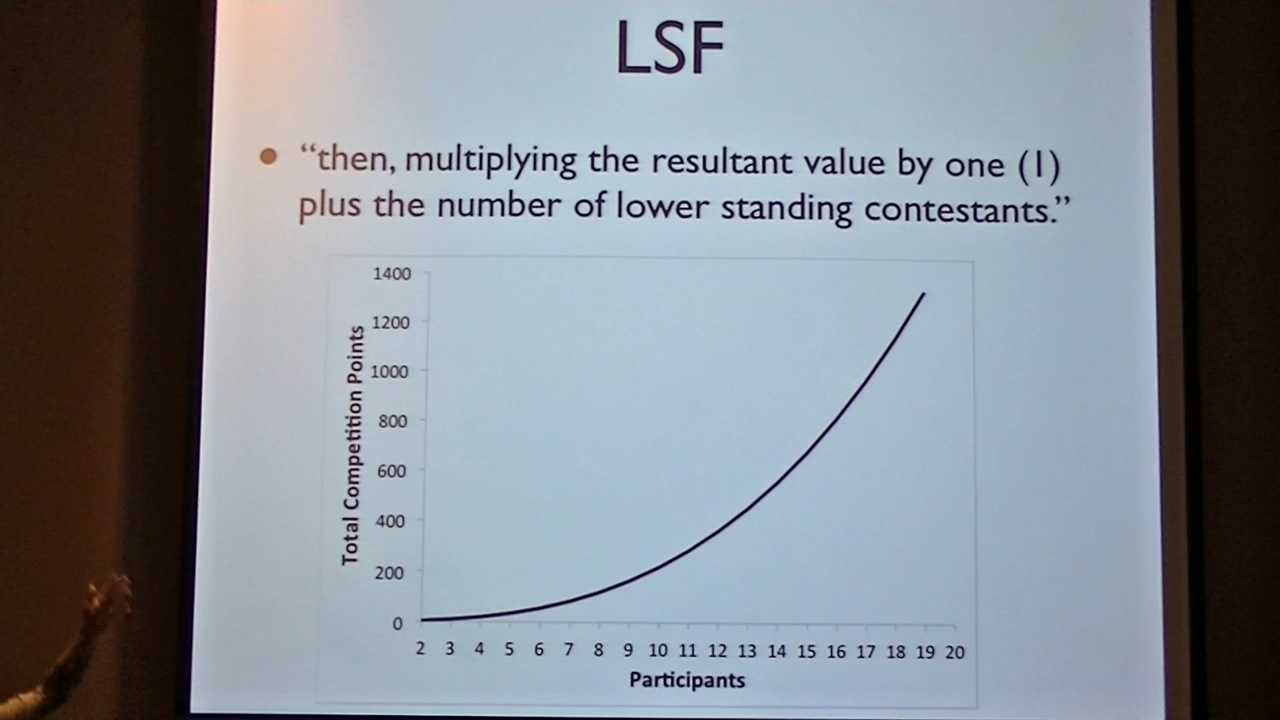 LSF
• “then, multiplying the resultant value by one (1)
plus the number of lower standing contestants.”
1400
1200
1000
800
600
400
200
0
Total Competition Points
2 3 4 5 6 7 8 9 10 11 12 13 14 15 16 17 18 19 20
Participants